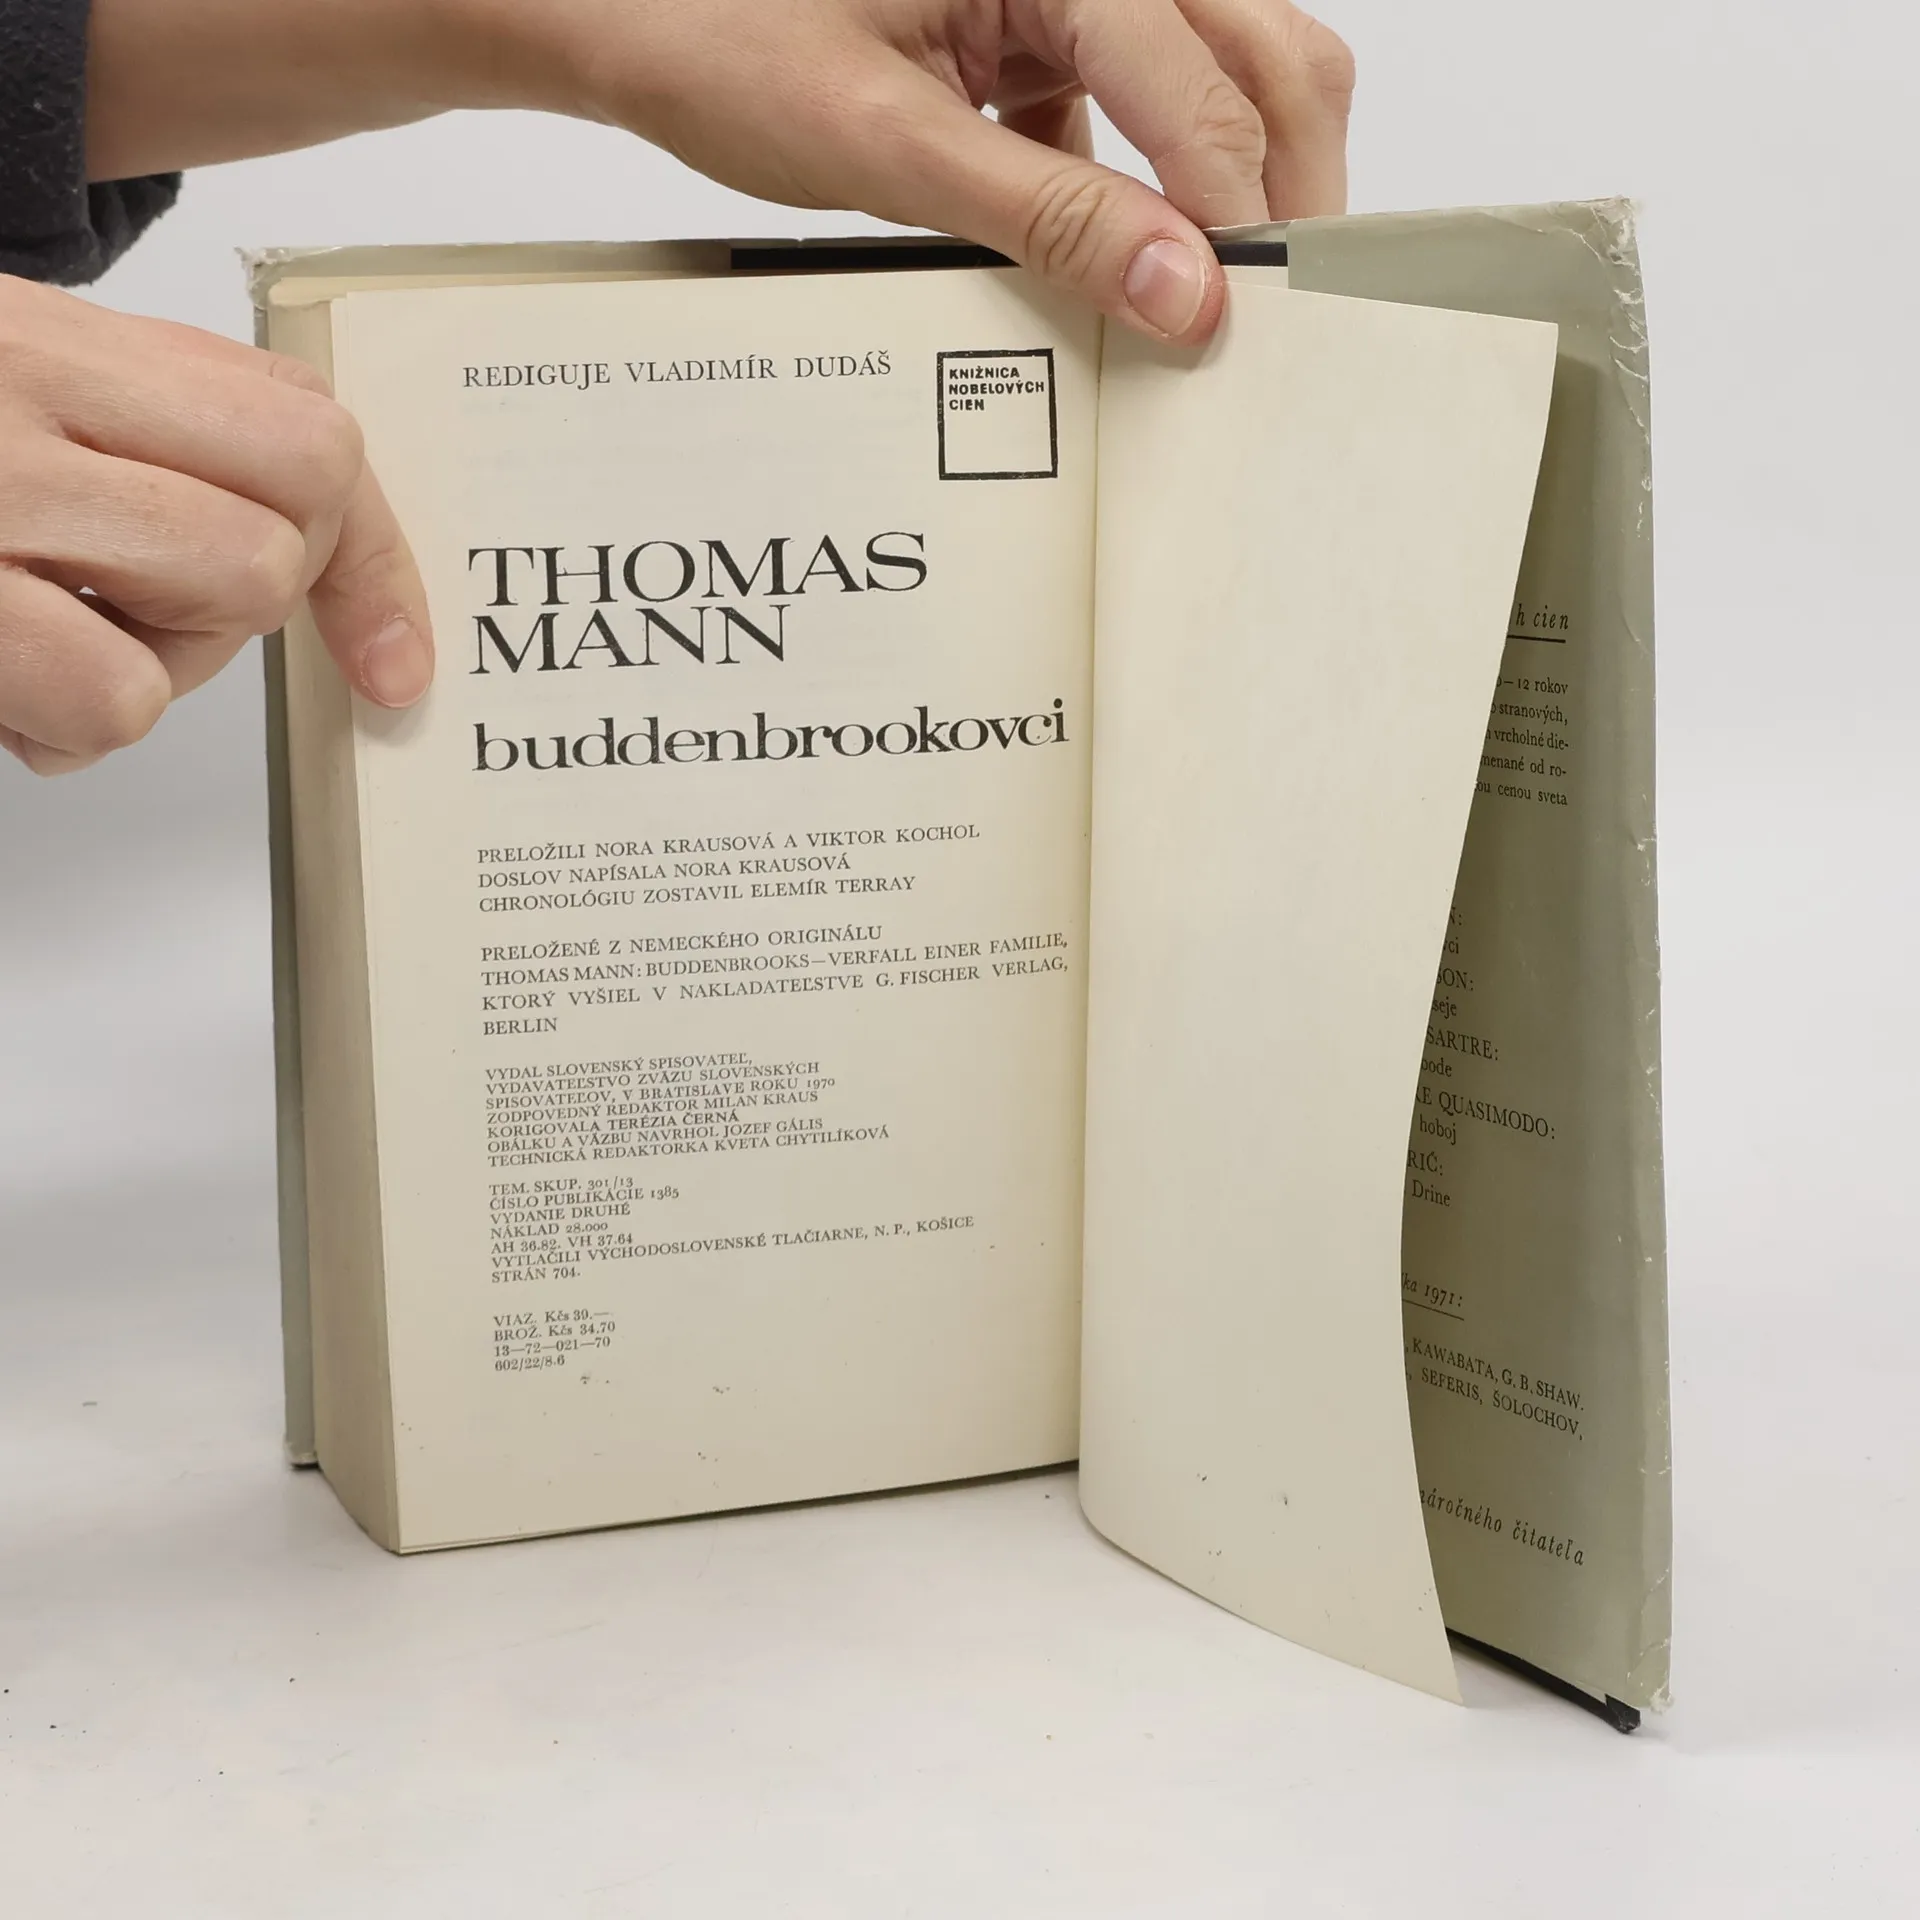 REDIGUJE VLADIMÍR DUDÁŠ
KNIŽNICA
NOBELOVÝCH
CIEN
THOMAS
MANN
buddenbrookovci
PRELOŽILI NORA KRAUSOVÁ A VIKTOR KOCHOL
DOSLOV NAPÍSALA NORA KRAUSOVÁ
CHRONOLÓGIU ZOSTAVIL ELEMÍR TERRAY
PRELOŽENÉ Z NEMECKÉHO ORIGINÁLU
THOMAS MANN: BUDDENBROOKS—VERFALL EINER FAMILIE,
KTORÝ VYŠIEL V NAKLADATEĽSTVE G. FISCHER VERLAG,
BERLIN
VYDAL SLOVENSKÝ SPISOVATEĽ,
VYDAVATEĽSTVO ZVÄZU SLOVENSKÝCH
SPISOVATEĽOV, V BRATISLAVE ROKU 1970
ZODPOVEDNÝ REDAKTOR MILAN KRAUS
KORIGOVALA TERÉZIA ČERNÁ
OBÁLKU A VÄZBU NAVRHOL JOZEF GÁLIS
TECHNICKÁ REDAKTORKA KVETA CHYTILÍKOVÁ
TEM. SKUP. 301/13
ČÍSLO PUBLIKÁCIE 1385
VYDANIE DRUHÉ
NÁKLAD 28.000
AH 36.82. VH 37.64
VYTLAČILI VÝCHODOSLOVENSKÉ TLAČIARNE, N. P., KOŠICE
STRÁN 704.
VIAZ. Kčs 39.—
BROŽ. Kčs 34.70
13—72—021—70
602/22/8.6
h cien
—12 rokov
stranových,
vrcholné die-
menané od ro-
cenou sveta
SON:
seje
SARTRE:
QUASIMODO:
hoboj
RIĆ:
Drine
1971:
KAWABATA, G. B. SHAW.
SEFERIS, ŠOLOCHOV,
náročného čitateľa